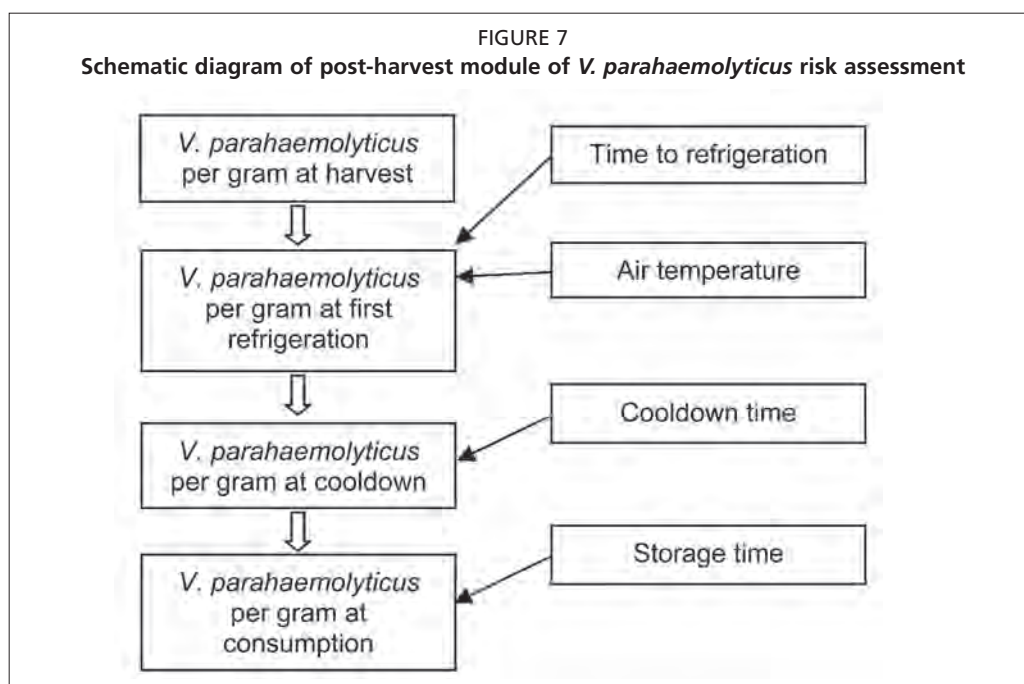 FIGURE 7
Schematic diagram of post-harvest module of V. parahaemolyticus risk assessment
V. parahaemolyticus
per gram at harvest
Time to refrigeration
V. parahaemolyticus
per gram at first
refrigeration
Air temperature
V. parahaemolyticus
per gram at cooldown
Cooldown time
V. parahaemolyticus
per gram at
consumption
Storage time